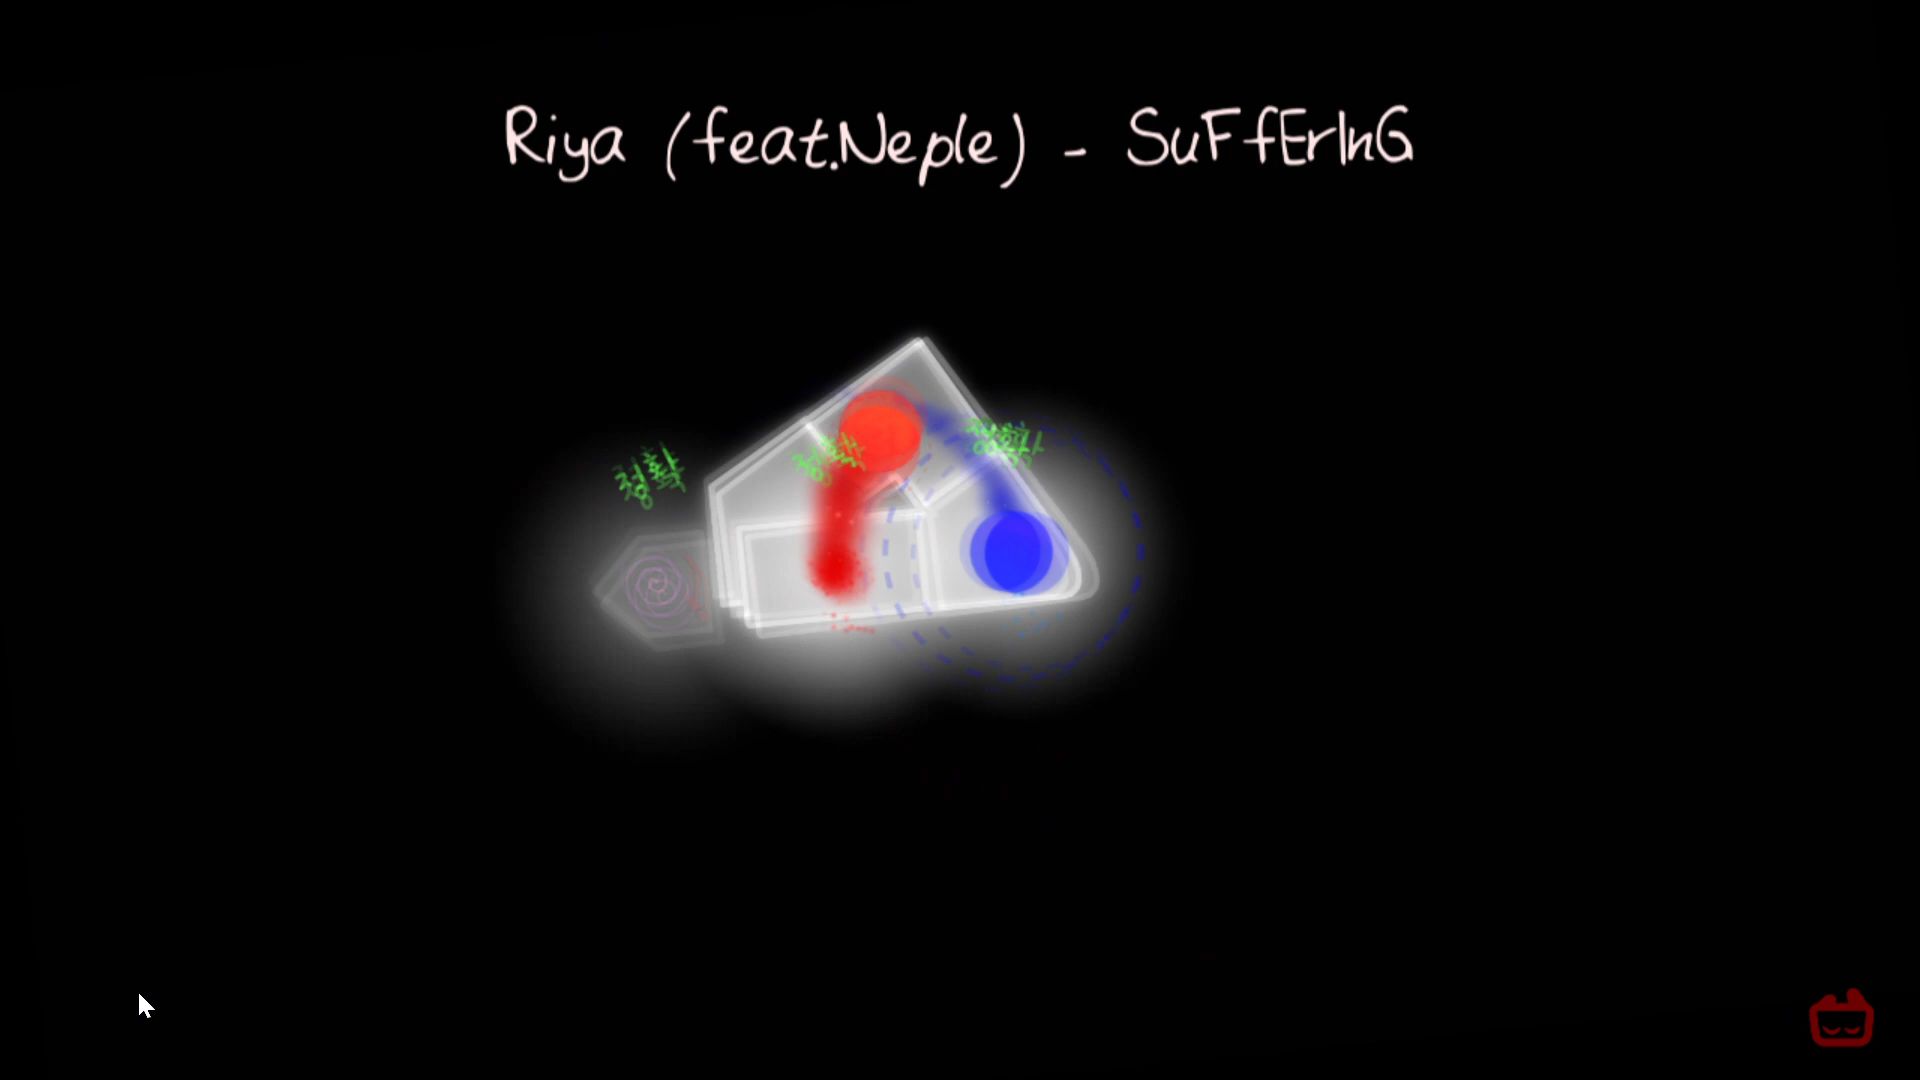 Riya (feat.Neple) - SuFfErInG
정확 정확